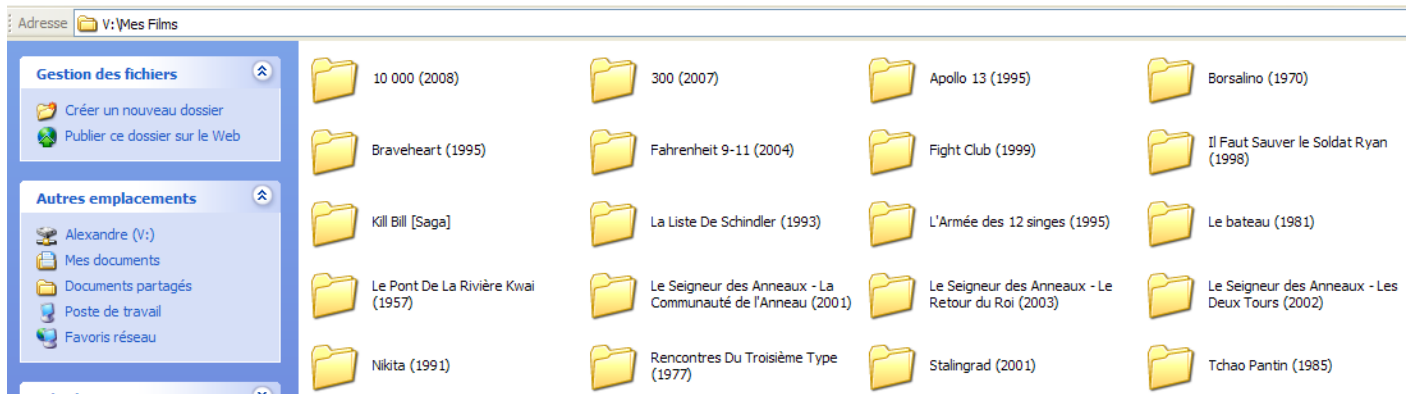 Adresse V:\Mes Films
Gestion des fichiers
Créer un nouveau dossier
Publier ce dossier sur le Web
Autres emplacements
Alexandre (V:)
Mes documents
Documents partagés
Poste de travail
Favoris réseau
10 000 (2008)
300 (2007)
Apollo 13 (1995)
Borsalino (1970)
Braveheart (1995)
Fahrenheit 9-11 (2004)
Fight Club (1999)
Il Faut Sauver le Soldat Ryan
(1998)
Kill Bill [Saga]
La Liste De Schindler (1993)
L'Armée des 12 singes (1995)
Le bateau (1981)
Le Pont De La Rivière Kwai
(1957)
Le Seigneur des Anneaux - La
Communauté de l'Anneau (2001)
Le Seigneur des Anneaux - Le
Retour du Roi (2003)
Le Seigneur des Anneaux - Les
Deux Tours (2002)
Nikita (1991)
Rencontres Du Troisième Type
(1977)
Stalingrad (2001)
Tchao Pantin (1985)